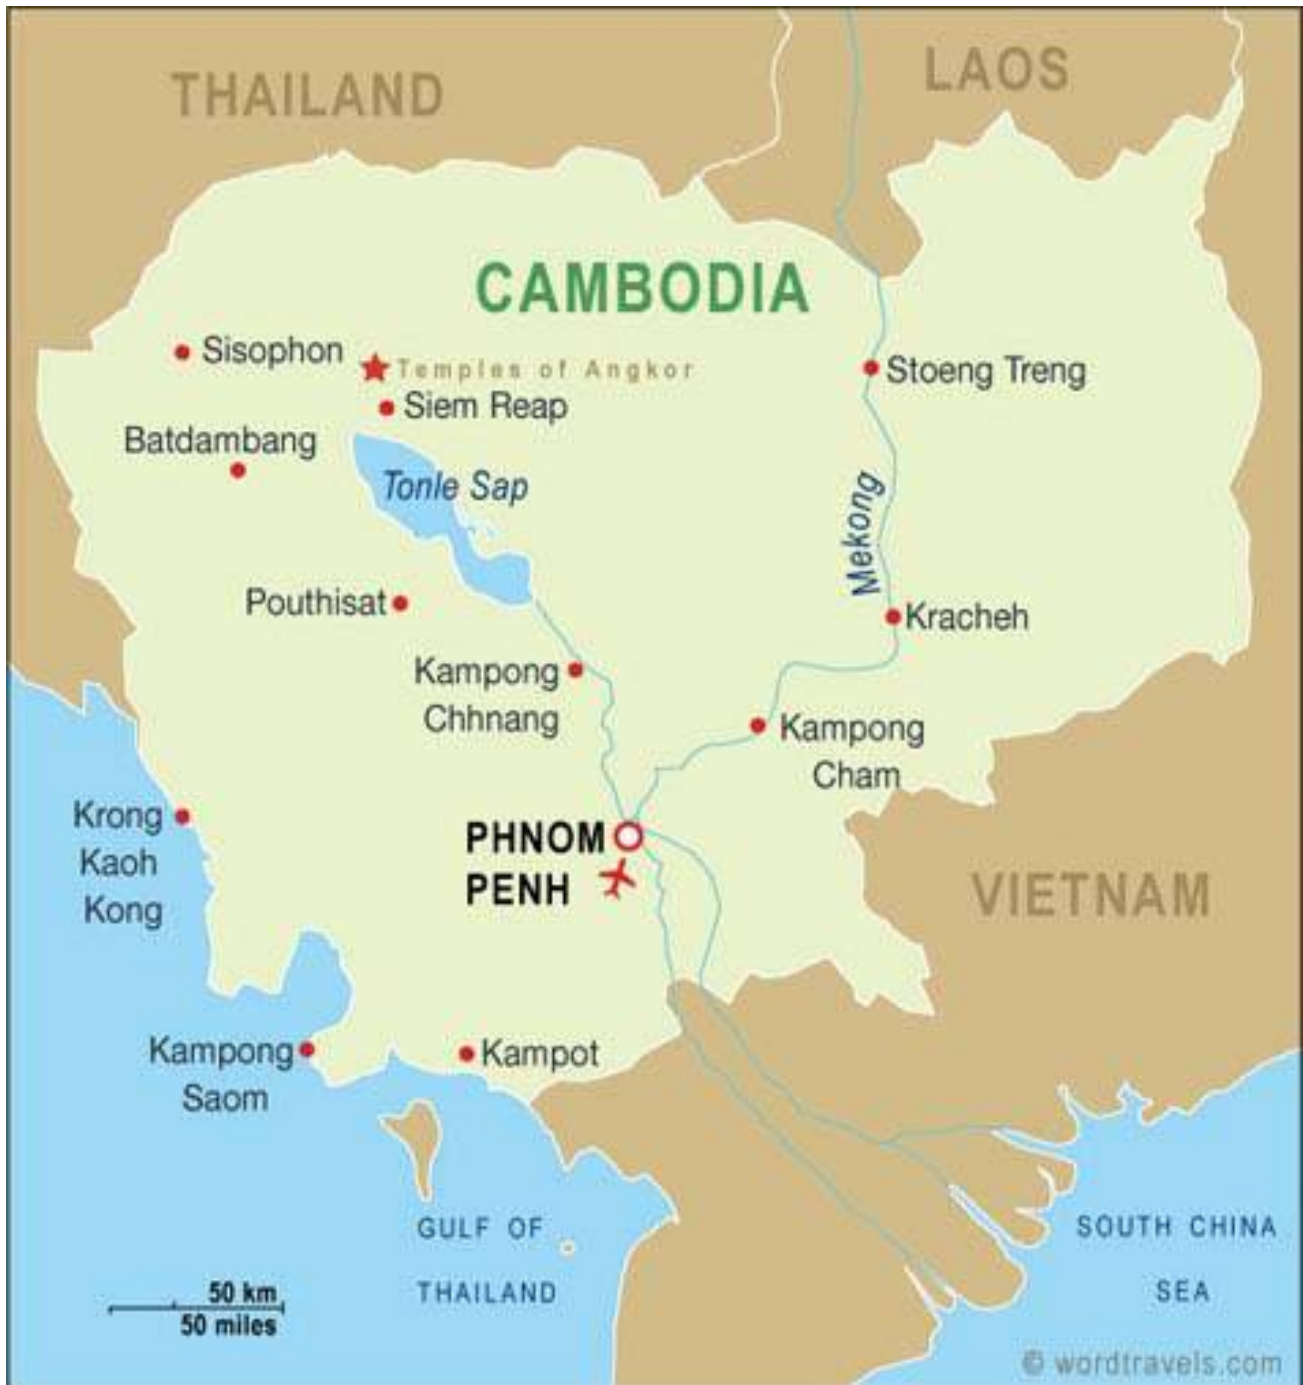 THAILAND
LAOS
CAMBODIA
Sisophon
Temples of Angkor
Stoeng Treng
Siem Reap
Batdambang
Tonle Sap
Mekong
Pouthisat
Kracheh
Kampong
Chhnang
Kampong
Cham
Krong
Kaoh
Kong
PHNOM
PENH
VIETNAM
Kampong
Saom
Kampot
GULF OF
THAILAND
SOUTH CHINA
SEA
50 km
50 miles
© wordtravels.com